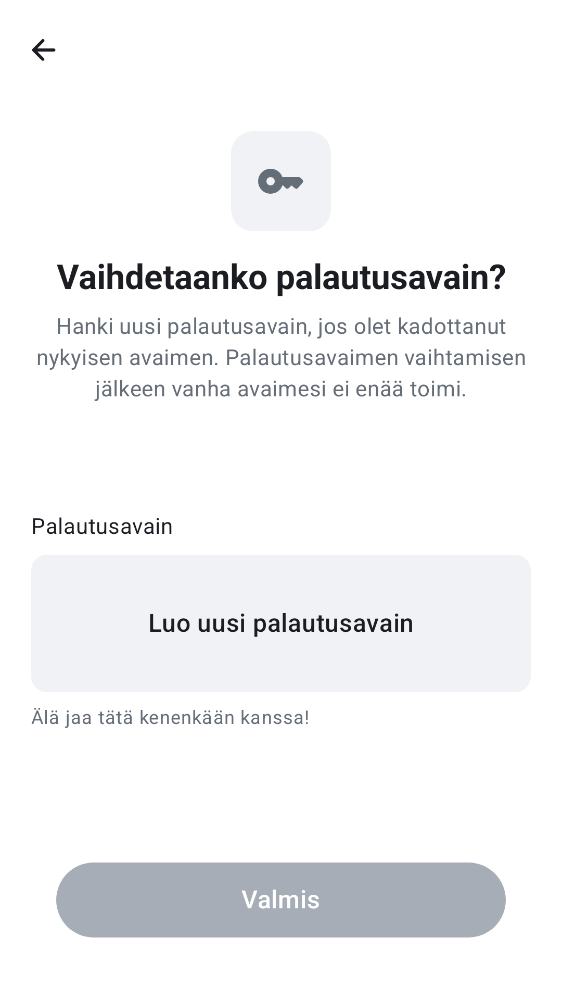 Vaihdetaanko palautusavain?
Hanki uusi palautusavain, jos olet kadottanut
nykyisen avaimen. Palautusavaimen vaihtamisen
jälkeen vanha avaimesi ei enää toimi.
Palautusavain
Luo uusi palautusavain
Älä jaa tätä kenenkään kanssa!
Valmis